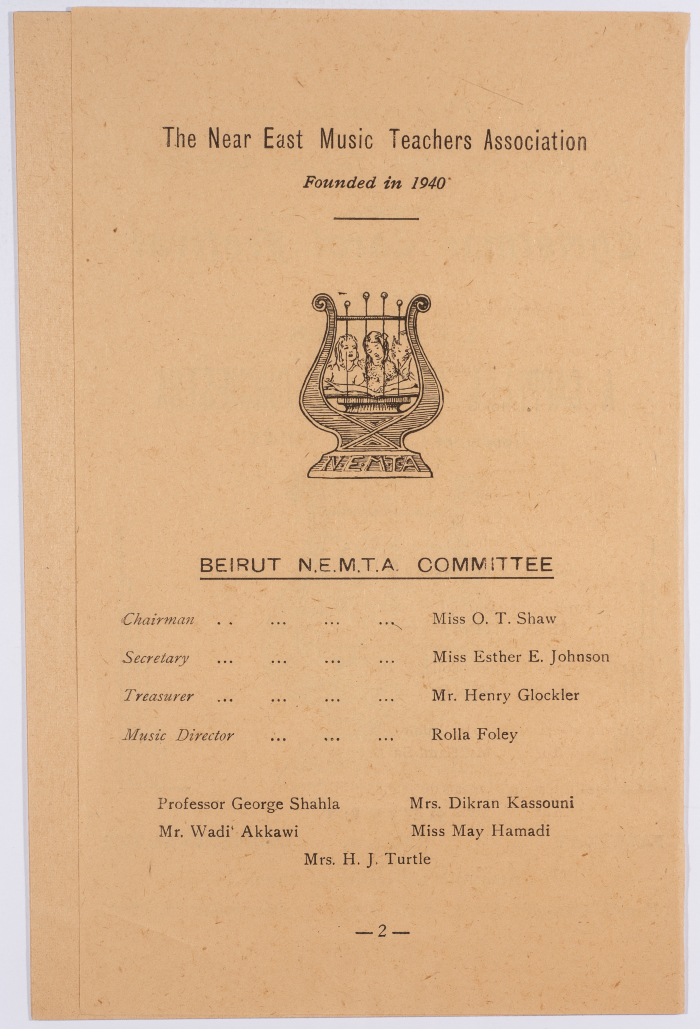 The Near East Music Teachers Association
Founded in 1940
NEMTA
BEIRUT N.E.M.T.A. COMMITTEE
Chairman . . ... ... ... Miss O. T. Shaw
Secretary ... ... ... ... Miss Esther E. Johnson
Treasurer ... ... ... ... Mr. Henry Glockler
Music Director ... ... ... Rolla Foley
Professor George Shahla Mrs. Dikran Kassouni
Mr. Wadi' Akkawi Miss May Hamadi
Mrs. H. J. Turtle
— 2 —